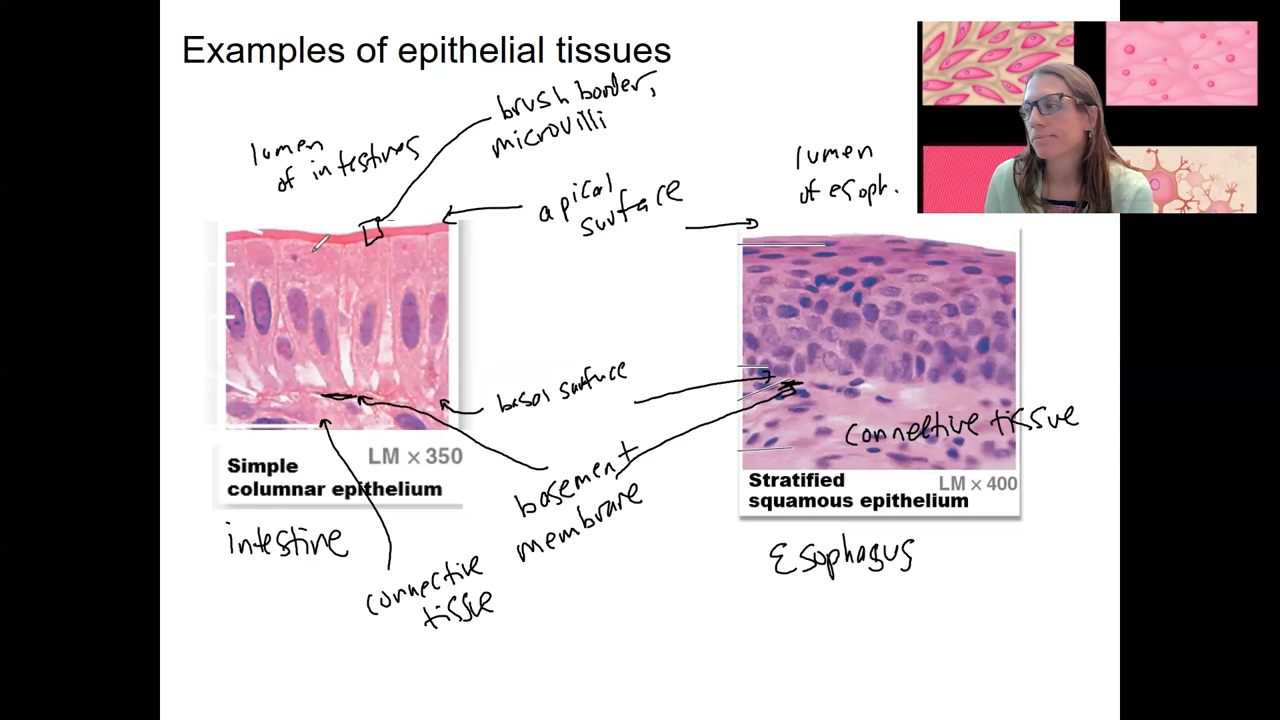 Examples of epithelial tissues
brush border,
microvilli
lumen
of intestines
lumen
of esoph.
apical
surface
basal surface
connective tissue
LM × 350
Simple
columnar epithelium
Stratified
LM × 400
squamous epithelium
basement
membrane
intestine
Esophagus
connective
tissue